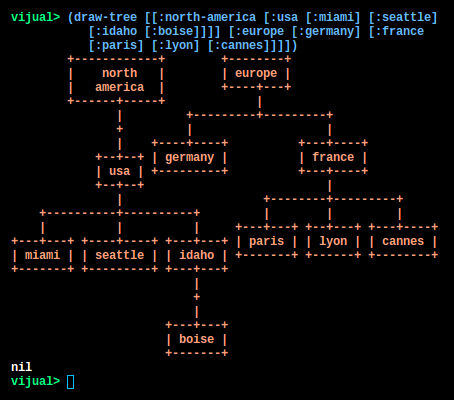 vijual> (draw-tree [[:north-america [:usa [:miami] [:seattle]
[:idaho [:boise]]]] [:europe [:germany] [:france
[:paris] [:lyon] [:cannes]]]])
+------------+       +--------+
|    north   |       | europe |
|   america  |       +----+---+
+------+-----+            |
       |         +---------+---------+
       +         |                   |
       |    +----+----+          +---+----+
    +--+--+ | germany |          | france |
    | usa | +---------+          +---+----+
    +--+--+                          |
       |                    +--------+---------+
+----------+----------+     |        |         |
|          |          | +---+---+ +--+---+ +---+----+
+---+---+ +----+----+ +---+---+ | paris | | lyon | | cannes |
| miami | | seattle | | idaho | +-------+ +------+ +--------+
+-------+ +---------+ +---+---+
                          |
                          +
                          |
                      +---+---+
                      | boise |
                      +-------+
nil
vijual>